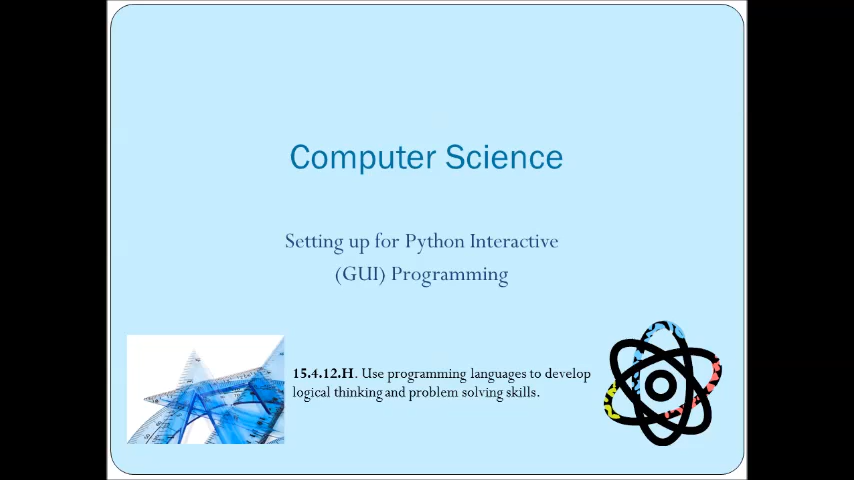 Computer Science
Setting up for Python Interactive
(GUI) Programming
15.4.12.H. Use programming languages to develop
logical thinking and problem solving skills.